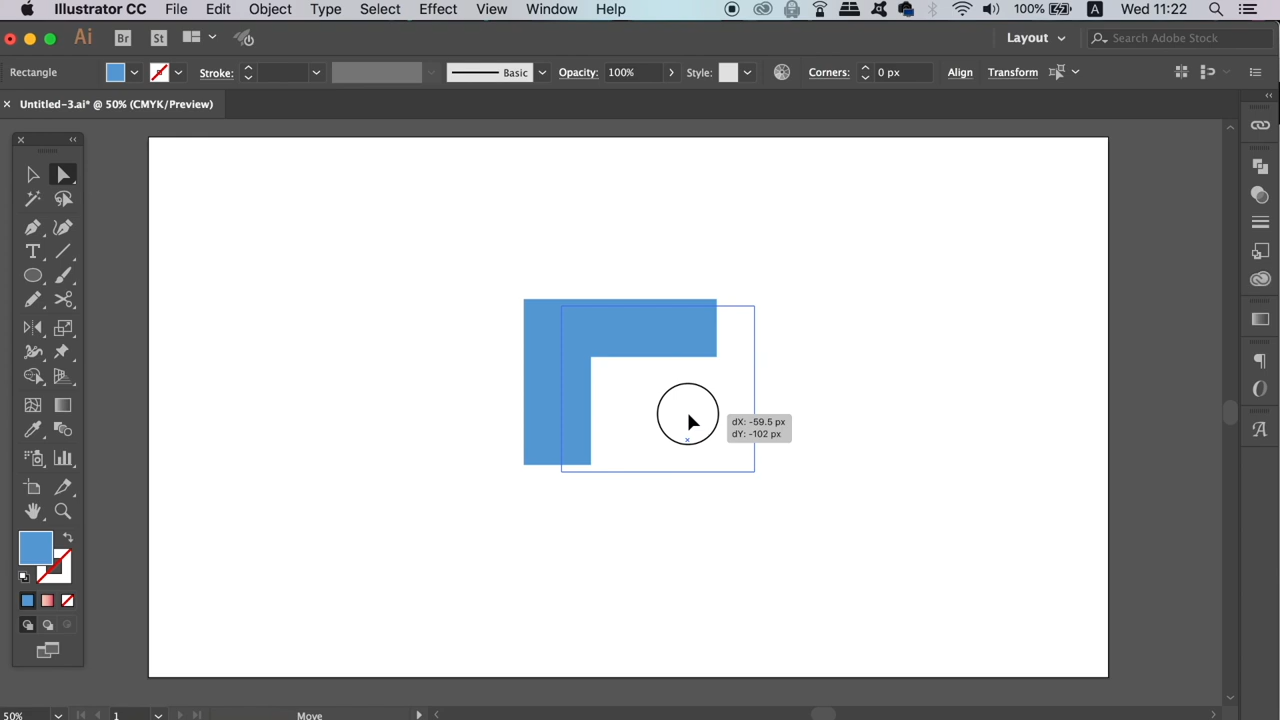 Illustrator CC File Edit Object Type Select Effect View Window Help 100% A Wed 11:22
Ai Br St Layout Search Adobe Stock
Rectangle Stroke: Basic Opacity: 100% Style: Corners: 0 px Align Transform
Untitled-3.ai* @ 50% (CMYK/Preview)
dX: -59.5 px
dY: -102 px
50% 1 Move